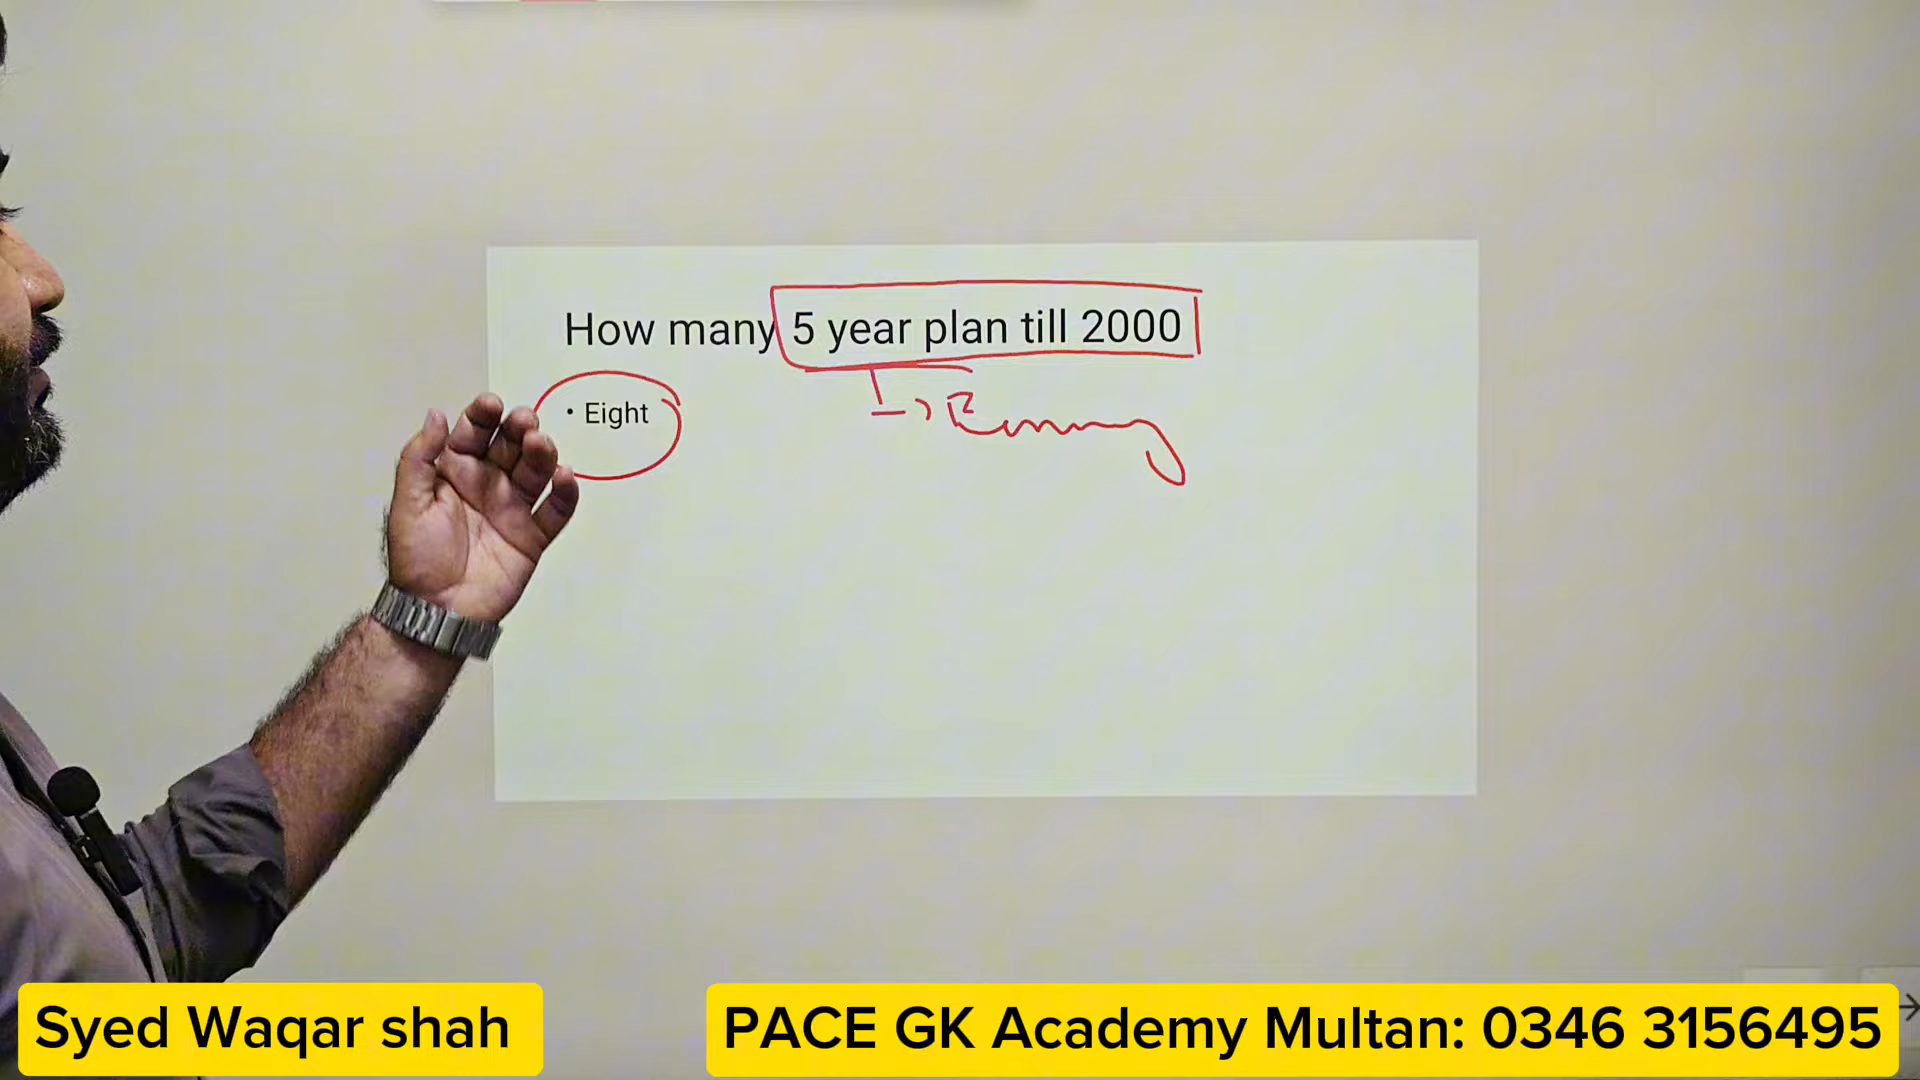 How many 5 year plan till 2000
• Eight
Syed Waqar shah
PACE GK Academy Multan: 0346 3156495